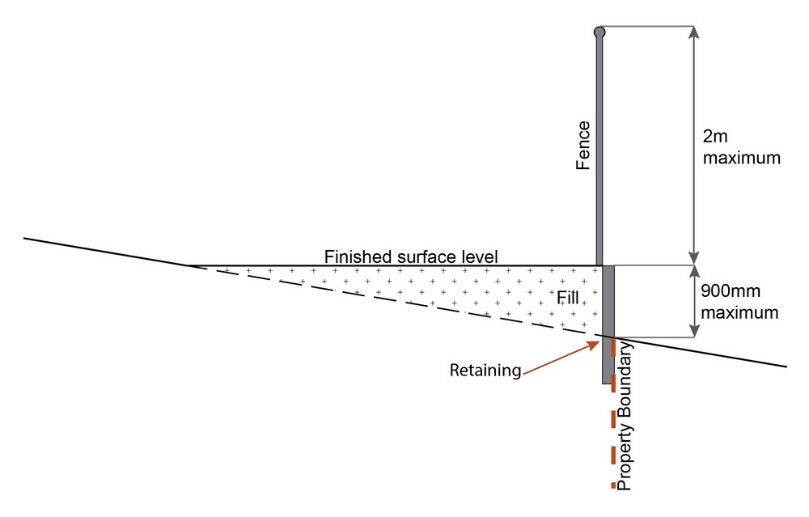 Fence
2m
maximum
Finished surface level
Fill
900mm
maximum
Retaining
Property Boundary